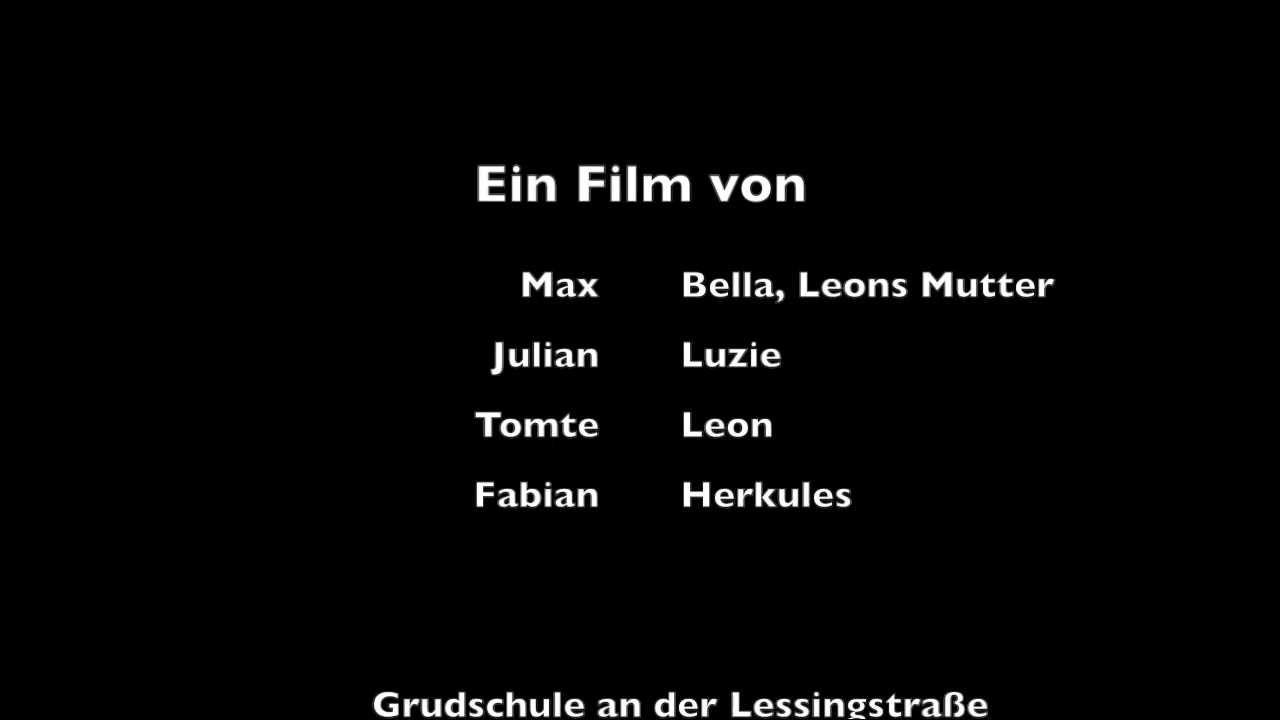 Ein Film von
Max Bella, Leons Mutter
Julian Luzie
Tomte Leon
Fabian Herkules
Grudschule an der Lessingstraße